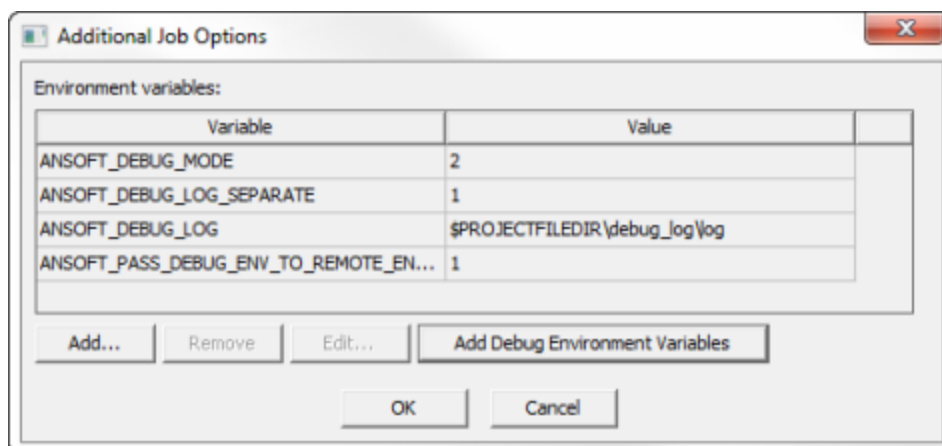 Additional Job Options
Environment variables:
Variable Value
ANSOFT_DEBUG_MODE 2
ANSOFT_DEBUG_LOG_SEPARATE 1
ANSOFT_DEBUG_LOG $PROJECTFILEDIR\debug_log\log
ANSOFT_PASS_DEBUG_ENV_TO_REMOTE_EN... 1
Add... Remove Edit... Add Debug Environment Variables
OK Cancel